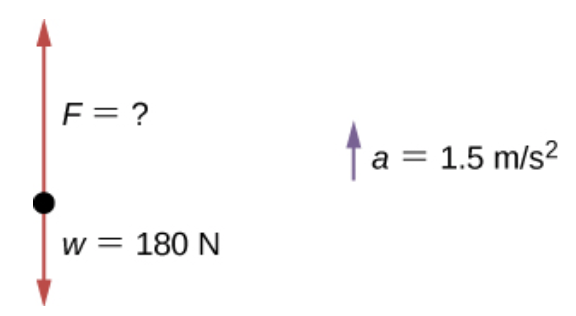 F = ?
a = 1.5 m/s²
w = 180 N